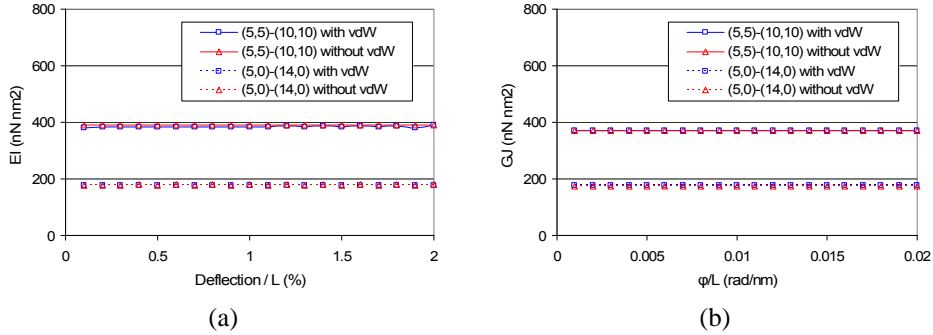 800
600
400
200
0
EI (nN nm2)
(5,5)-(10,10) with vdW
(5,5)-(10,10) without vdW
(5,0)-(14,0) with vdW
(5,0)-(14,0) without vdW
0 0.5 1 1.5 2
Deflection / L (%)
(a)
800
600
400
200
0
GJ (nN nm2)
(5,5)-(10,10) with vdW
(5,5)-(10,10) without vdW
(5,0)-(14,0) with vdW
(5,0)-(14,0) without vdW
0 0.005 0.01 0.015 0.02
φ/L (rad/nm)
(b)